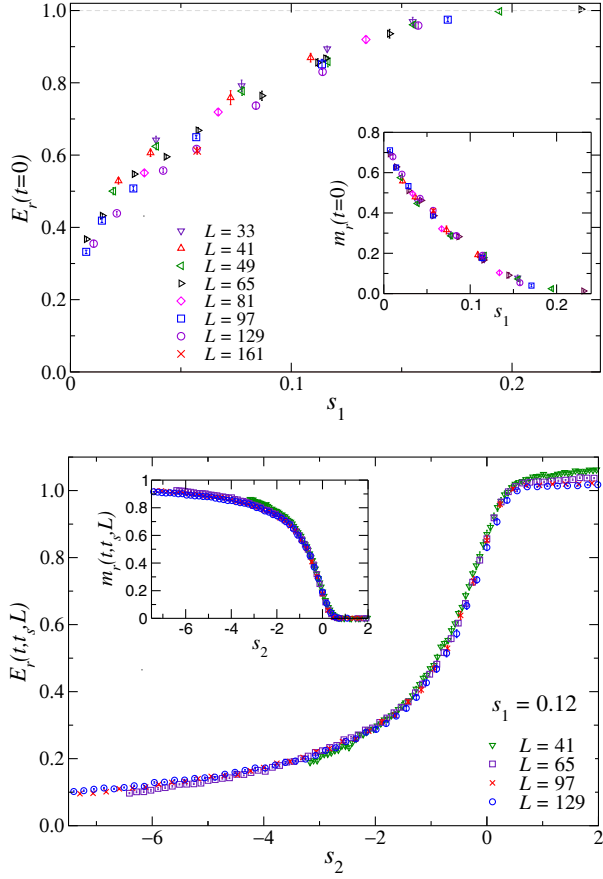 1.0
0.8
0.6
0.4
0.2
0.0
E_r(t=0)
L = 33
L = 41
L = 49
L = 65
L = 81
L = 97
L = 129
L = 161
0.8
0.6
0.4
0.2
0.0
m_r(t=0)
0 0.1 0.2
s_1
0 0.1 0.2
s_1
1.0
0.8
0.6
0.4
0.2
0.0
E_r(t,t_s,L)
1
0.8
0.6
0.4
0.2
0
m_r(t,t_s,L)
-6 -4 -2 0 2
s_2
s_1 = 0.12
L = 41
L = 65
L = 97
L = 129
-6 -4 -2 0 2
s_2